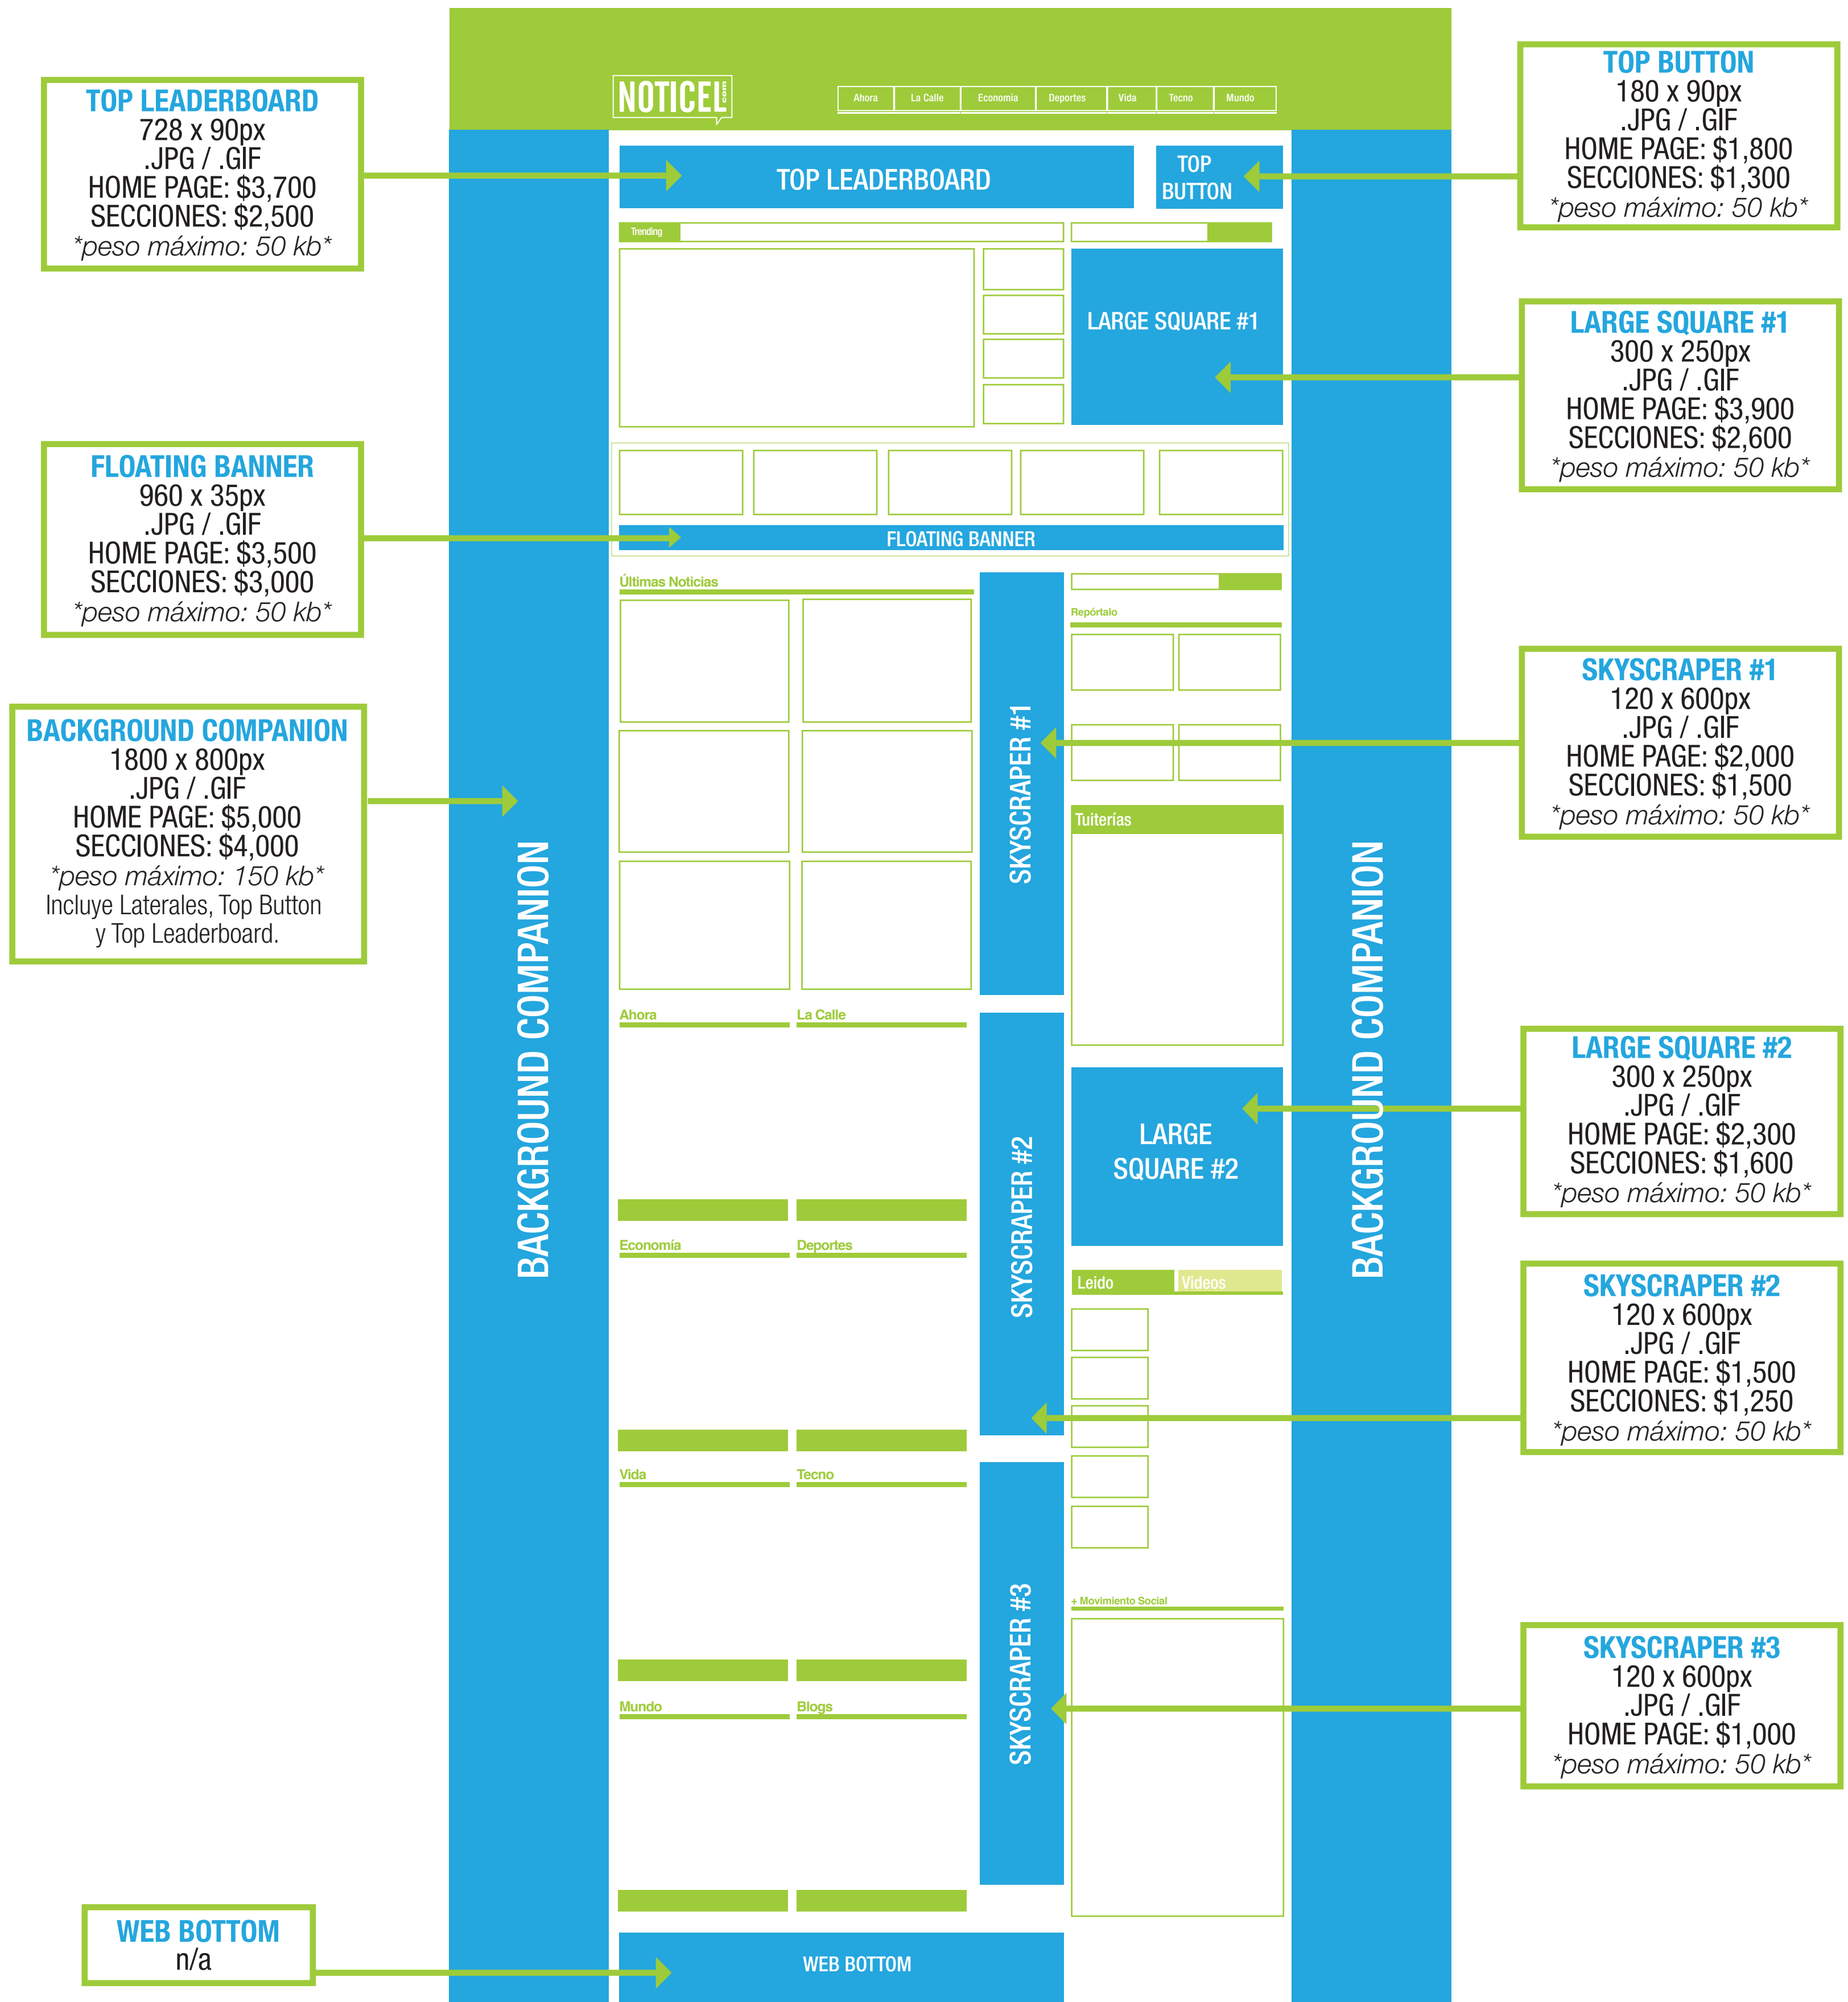 NOTICEL
.com
Ahora
La Calle
Economía
Deportes
Vida
Tecno
Mundo
TOP LEADERBOARD
728 x 90px
.JPG / .GIF
HOME PAGE: $3,700
SECCIONES: $2,500
*peso máximo: 50 kb*
TOP LEADERBOARD
TOP
BUTTON
TOP BUTTON
180 x 90px
.JPG / .GIF
HOME PAGE: $1,800
SECCIONES: $1,300
*peso máximo: 50 kb*
Trending
LARGE SQUARE #1
LARGE SQUARE #1
300 x 250px
.JPG / .GIF
HOME PAGE: $3,900
SECCIONES: $2,600
*peso máximo: 50 kb*
FLOATING BANNER
960 x 35px
.JPG / .GIF
HOME PAGE: $3,500
SECCIONES: $3,000
*peso máximo: 50 kb*
FLOATING BANNER
Últimas Noticias
Repórtalo
SKYSCRAPER #1
SKYSCRAPER #1
120 x 600px
.JPG / .GIF
HOME PAGE: $2,000
SECCIONES: $1,500
*peso máximo: 50 kb*
BACKGROUND COMPANION
1800 x 800px
.JPG / .GIF
HOME PAGE: $5,000
SECCIONES: $4,000
*peso máximo: 150 kb*
Incluye Laterales, Top Button
y Top Leaderboard.
BACKGROUND COMPANION
Tuiterías
BACKGROUND COMPANION
Ahora
La Calle
SKYSCRAPER #2
LARGE
SQUARE #2
LARGE SQUARE #2
300 x 250px
.JPG / .GIF
HOME PAGE: $2,300
SECCIONES: $1,600
*peso máximo: 50 kb*
Economía
Deportes
Leido
Videos
SKYSCRAPER #2
120 x 600px
.JPG / .GIF
HOME PAGE: $1,500
SECCIONES: $1,250
*peso máximo: 50 kb*
Vida
Tecno
SKYSCRAPER #3
+ Movimiento Social
SKYSCRAPER #3
120 x 600px
.JPG / .GIF
HOME PAGE: $1,000
*peso máximo: 50 kb*
Mundo
Blogs
WEB BOTTOM
n/a
WEB BOTTOM